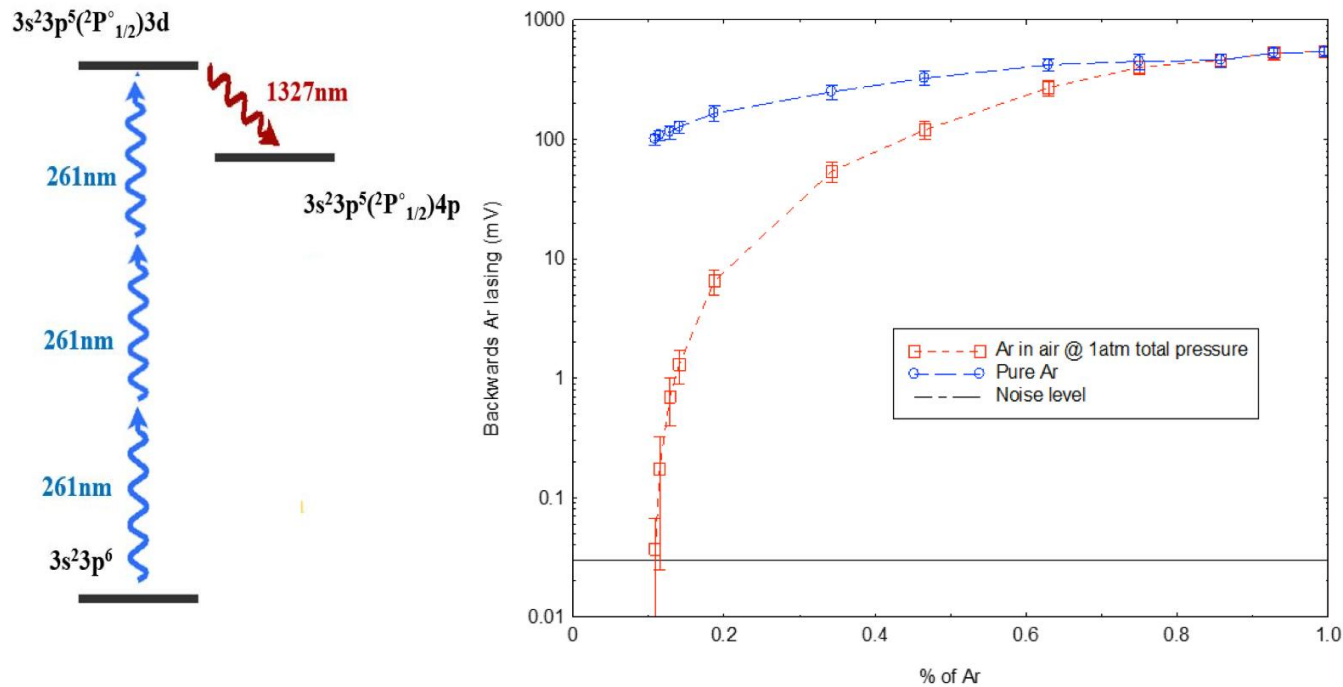 3s²3p⁵(²P°₁/₂)3d
1327nm
261nm
3s²3p⁵(²P°₁/₂)4p
261nm
261nm
3s²3p⁶
Backwards Ar lasing (mV)
1000
100
10
1
0.1
0.01
Ar in air @ 1atm total pressure
Pure Ar
Noise level
0
0.2
0.4
0.6
0.8
1.0
% of Ar